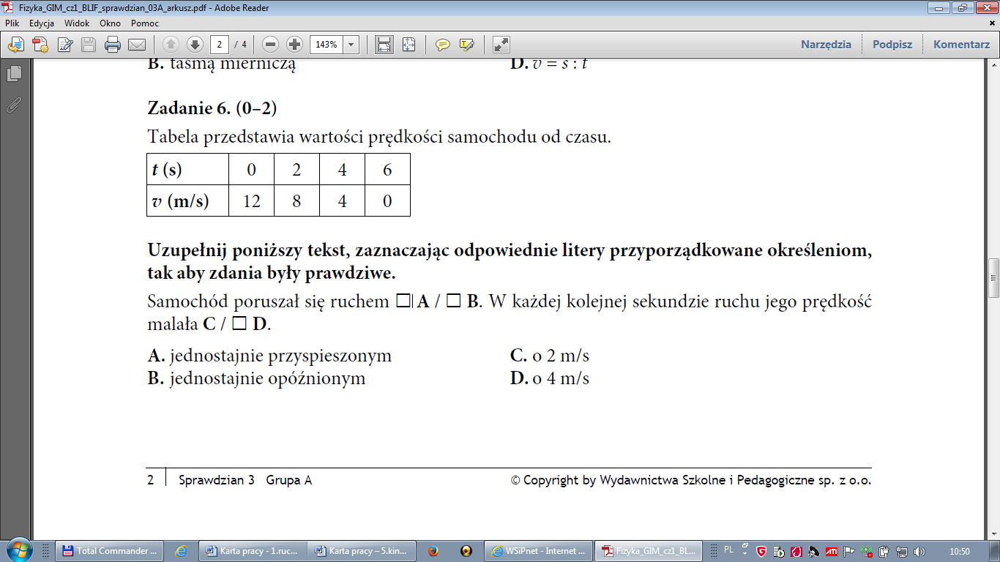 Fizyka_GIM_cz1_BLIF_sprawdzian_03A_arkusz.pdf - Adobe Reader
Plik Edycja Widok Okno Pomoc
2 / 4 143% Narzędzia Podpisz Komentarz
B. taśmą mierniczą D. v = s : t
Zadanie 6. (0–2)
Tabela przedstawia wartości prędkości samochodu od czasu.
t (s) 0 2 4 6
v (m/s) 12 8 4 0
Uzupełnij poniższy tekst, zaznaczając odpowiednie litery przyporządkowane określeniom,
tak aby zdania były prawdziwe.
Samochód poruszał się ruchem □ A / □ B. W każdej kolejnej sekundzie ruchu jego prędkość
malała C / □ D.
A. jednostajnie przyspieszonym C. o 2 m/s
B. jednostajnie opóźnionym D. o 4 m/s
2 Sprawdzian 3 Grupa A © Copyright by Wydawnictwa Szkolne i Pedagogiczne sp. z o.o.
Total Commander ... Karta pracy - 1.ruc... Karta pracy – 5.kin... WSiPnet - Internet ... Fizyka_GIM_cz1_BL... PL ATI 10:50